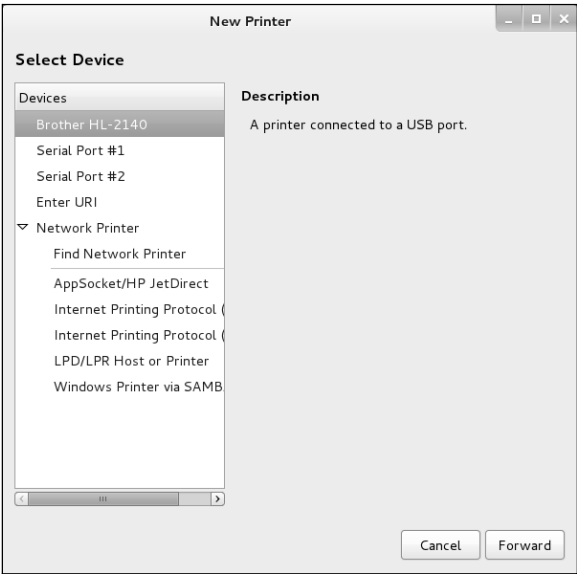 New Printer
Select Device
Devices
Brother HL-2140
Serial Port #1
Serial Port #2
Enter URI
Network Printer
Find Network Printer
AppSocket/HP JetDirect
Internet Printing Protocol (
Internet Printing Protocol (
LPD/LPR Host or Printer
Windows Printer via SAMB
Description
A printer connected to a USB port.
Cancel
Forward